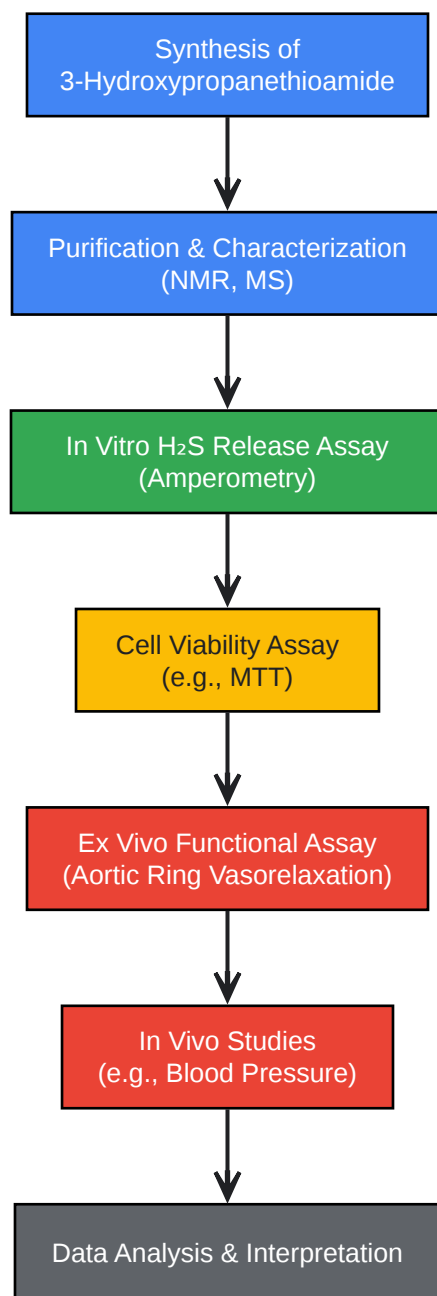 Synthesis of
3-Hydroxypropanethioamide
Purification & Characterization
(NMR, MS)
In Vitro H₂S Release Assay
(Amperometry)
Cell Viability Assay
(e.g., MTT)
Ex Vivo Functional Assay
(Aortic Ring Vasorelaxation)
In Vivo Studies
(e.g., Blood Pressure)
Data Analysis & Interpretation